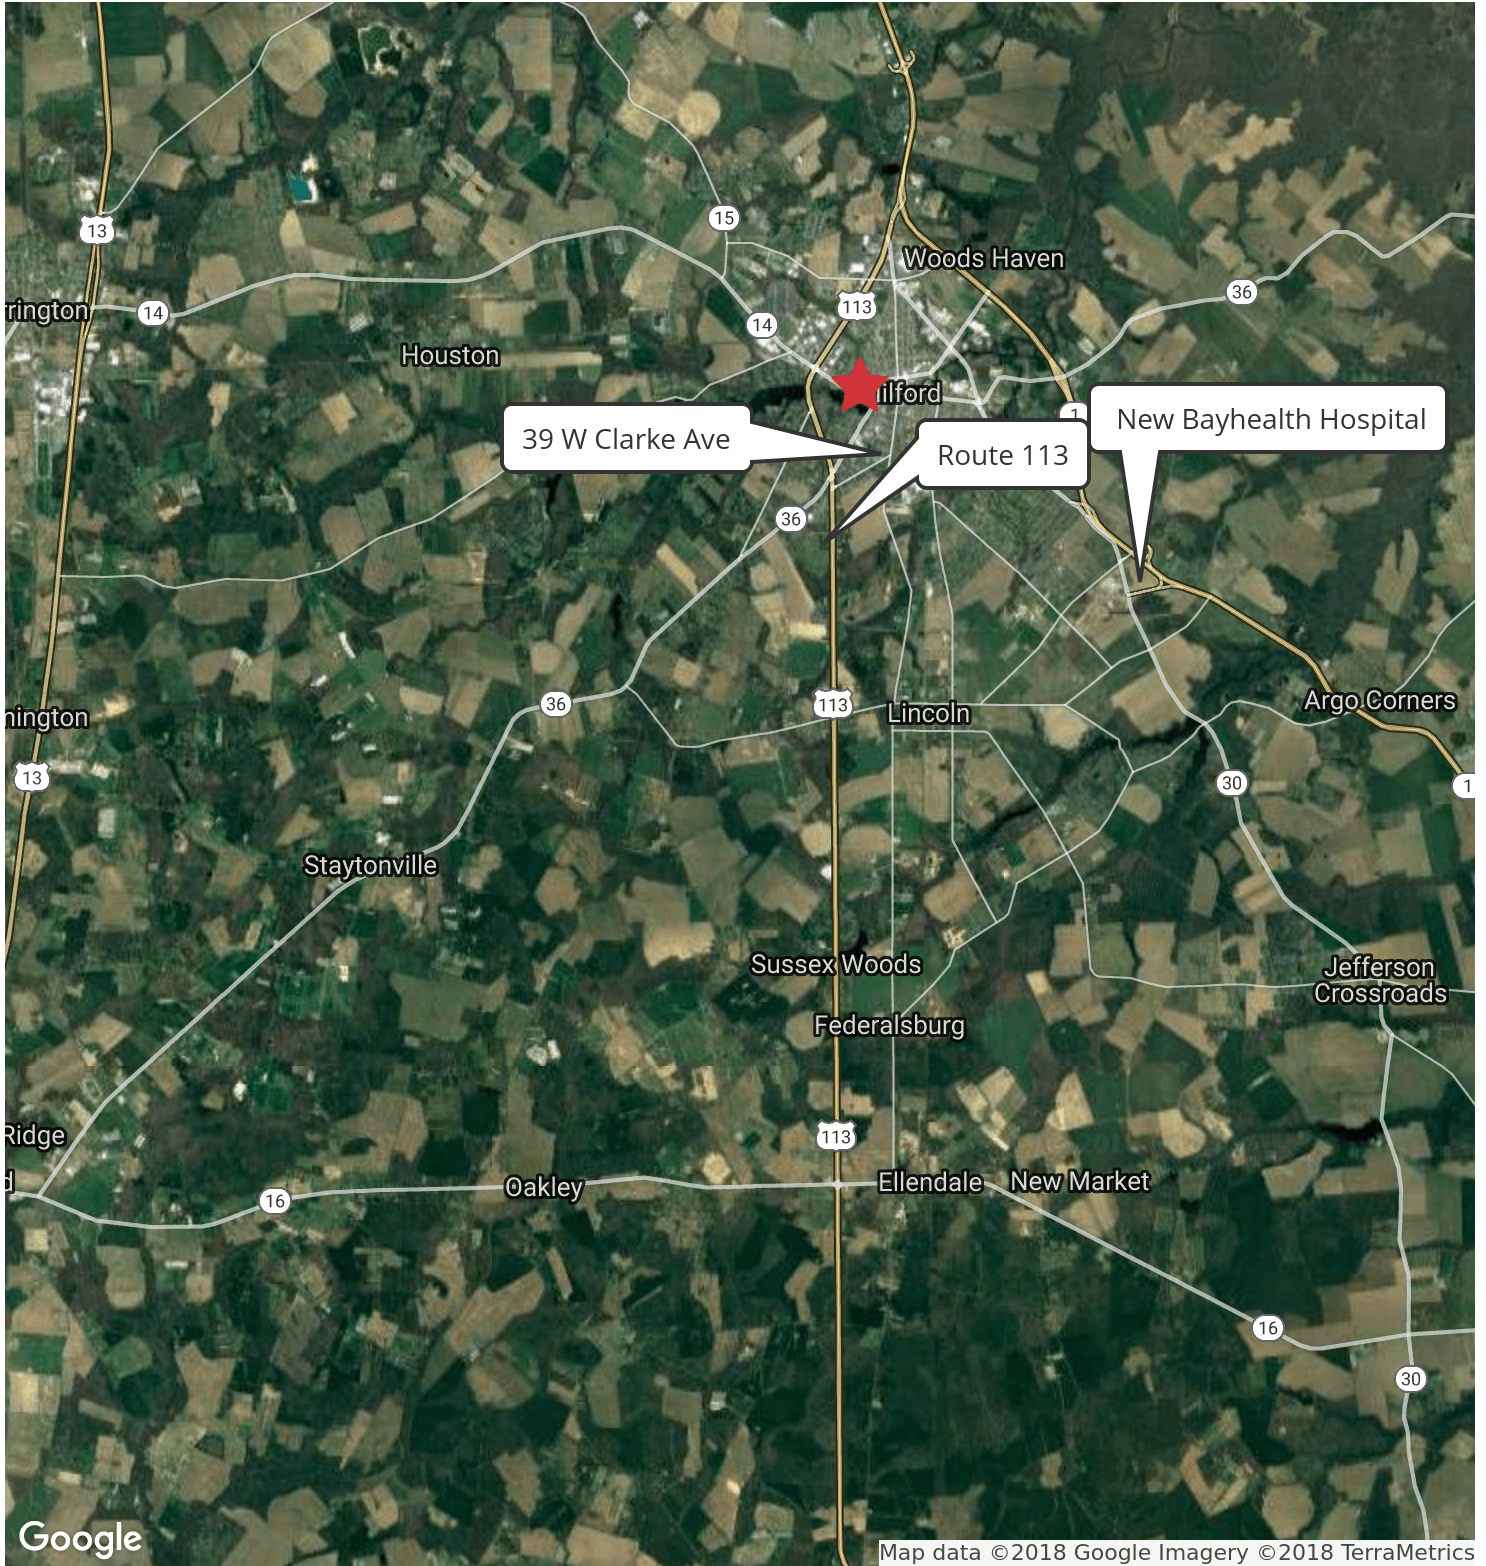 15
13
Woods Haven
36
113
rrington
14
14
Houston
ilford
1
New Bayhealth Hospital
39 W Clarke Ave
Route 113
36
36
113
Lincoln
Argo Corners
nington
13
30
1
Staytonville
Sussex Woods
Jefferson
Crossroads
Federalsburg
Ridge
113
d
Oakley
16
Ellendale
New Market
16
30
Google
Map data ©2018 Google Imagery ©2018 TerraMetrics